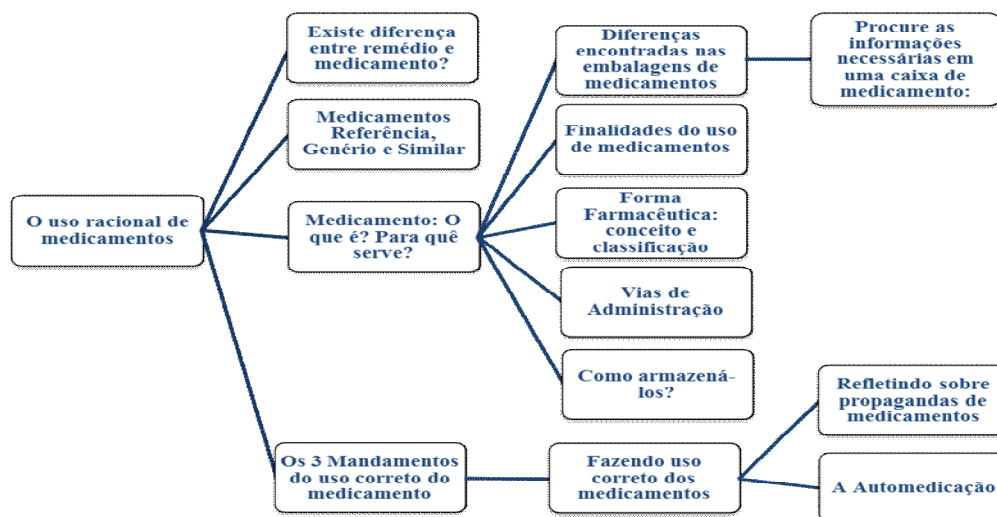 Existe diferença
entre remédio e
medicamento?
Medicamentos
Referência,
Genério e Similar
O uso racional de
medicamentos
Medicamento: O
que é? Para quê
serve?
Os 3 Mandamentos
do uso correto do
medicamento
Diferenças
encontradas nas
embalagens de
medicamentos
Finalidades do uso
de medicamentos
Forma
Farmacêutica:
conceito e
classificação
Vias de
Administração
Como armazená-
los?
Fazendo uso
correto dos
medicamentos
Procure as
informações
necessárias em
uma caixa de
medicamento:
Refletindo sobre
propagandas de
medicamentos
A Automedicação